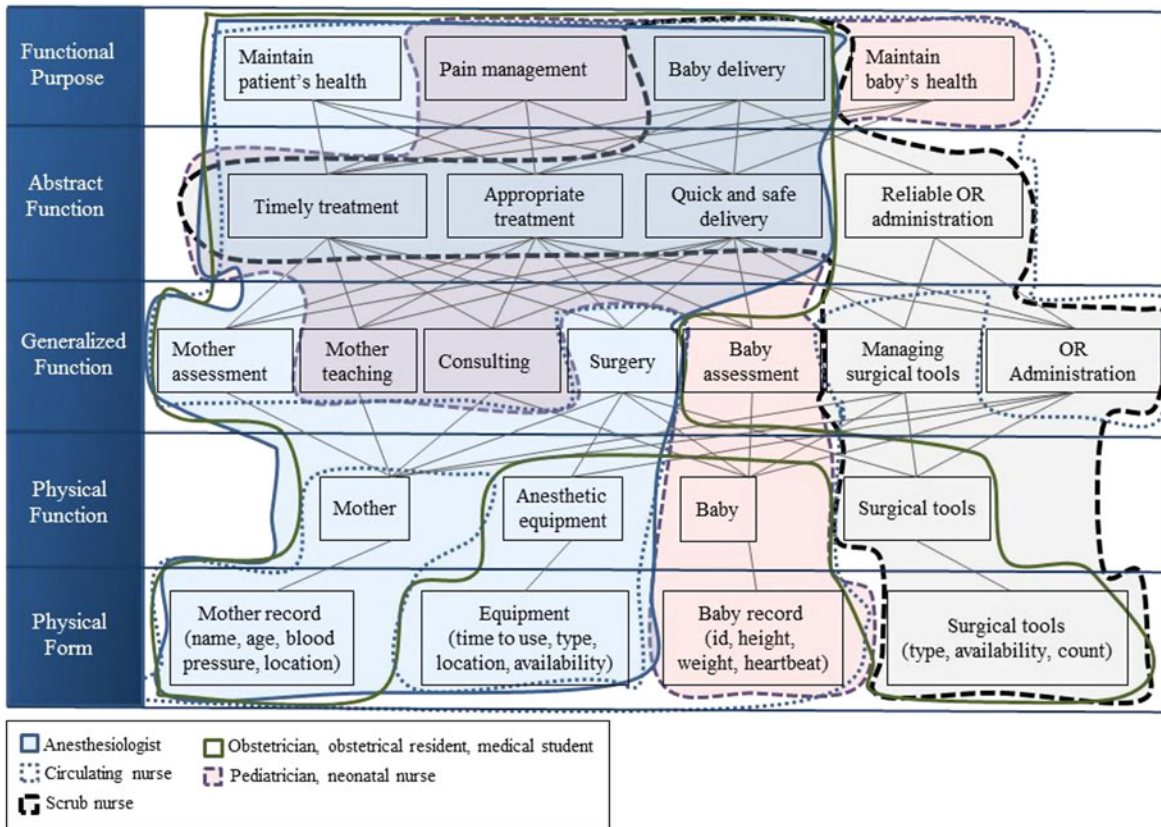 Functional
Purpose
Maintain
patient's health
Pain management
Baby delivery
Maintain
baby's health
Abstract
Function
Timely treatment
Appropriate
treatment
Quick and safe
delivery
Reliable OR
administration
Generalized
Function
Mother
assessment
Mother
teaching
Consulting
Surgery
Baby
assessment
Managing
surgical tools
OR
Administration
Physical
Function
Mother
Anesthetic
equipment
Baby
Surgical tools
Physical
Form
Mother record
(name, age, blood
pressure, location)
Equipment
(time to use, type,
location, availability)
Baby record
(id, height,
weight, heartbeat)
Surgical tools
(type, availability, count)
Anesthesiologist
Obstetrician, obstetrical resident, medical student
Circulating nurse
Pediatrician, neonatal nurse
Scrub nurse